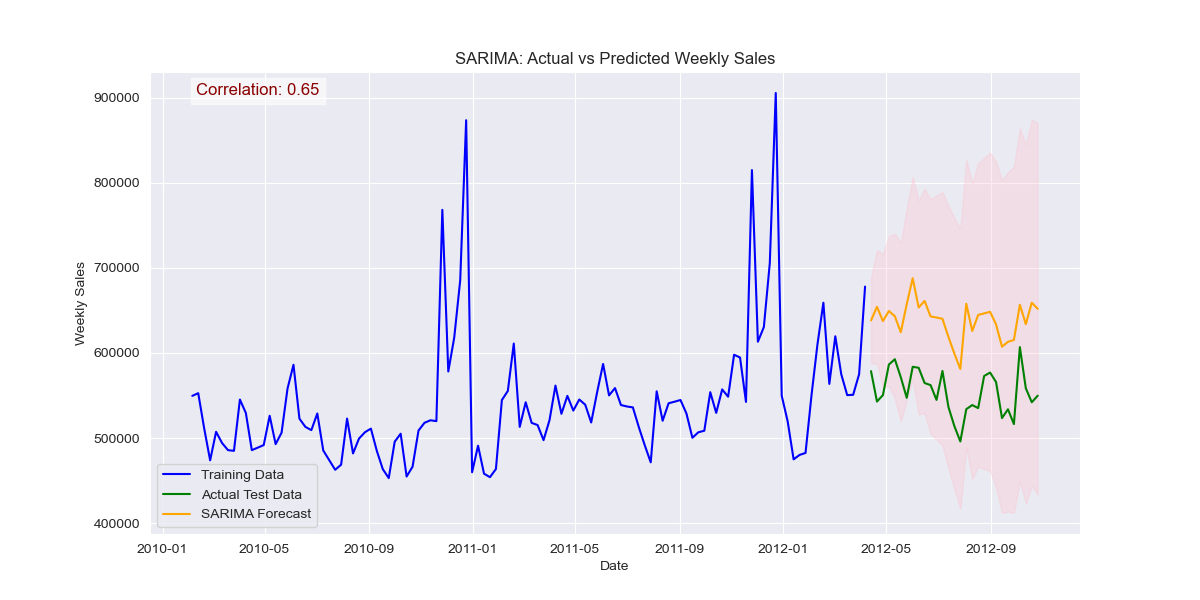 SARIMA: Actual vs Predicted Weekly Sales
Correlation: 0.65
900000
800000
700000
600000
500000
400000
Weekly Sales
Training Data
Actual Test Data
SARIMA Forecast
2010-01 2010-05 2010-09 2011-01 2011-05 2011-09 2012-01 2012-05 2012-09
Date